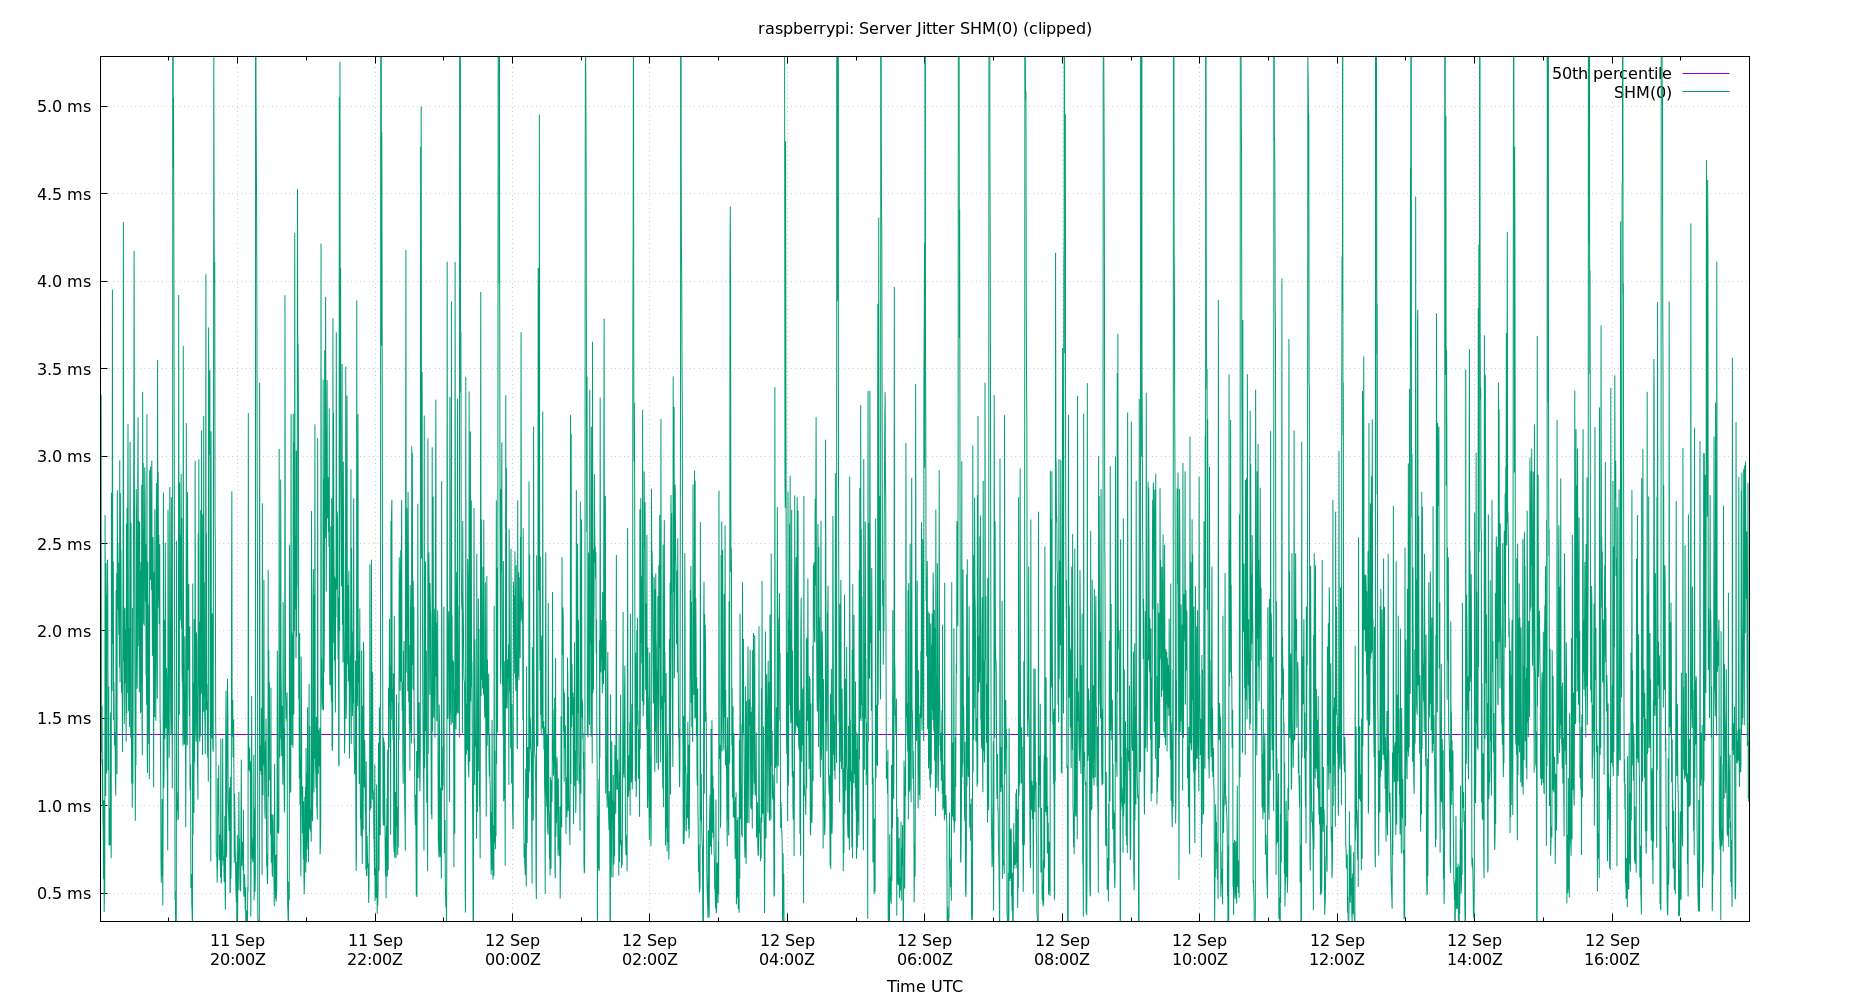 raspberrypi: Server Jitter SHM(0) (clipped)
50th percentile
SHM(0)
5.0 ms
4.5 ms
4.0 ms
3.5 ms
3.0 ms
2.5 ms
2.0 ms
1.5 ms
1.0 ms
0.5 ms
11 Sep 11 Sep 12 Sep 12 Sep 12 Sep 12 Sep 12 Sep 12 Sep 12 Sep 12 Sep 12 Sep
20:00Z 22:00Z 00:00Z 02:00Z 04:00Z 06:00Z 08:00Z 10:00Z 12:00Z 14:00Z 16:00Z
Time UTC